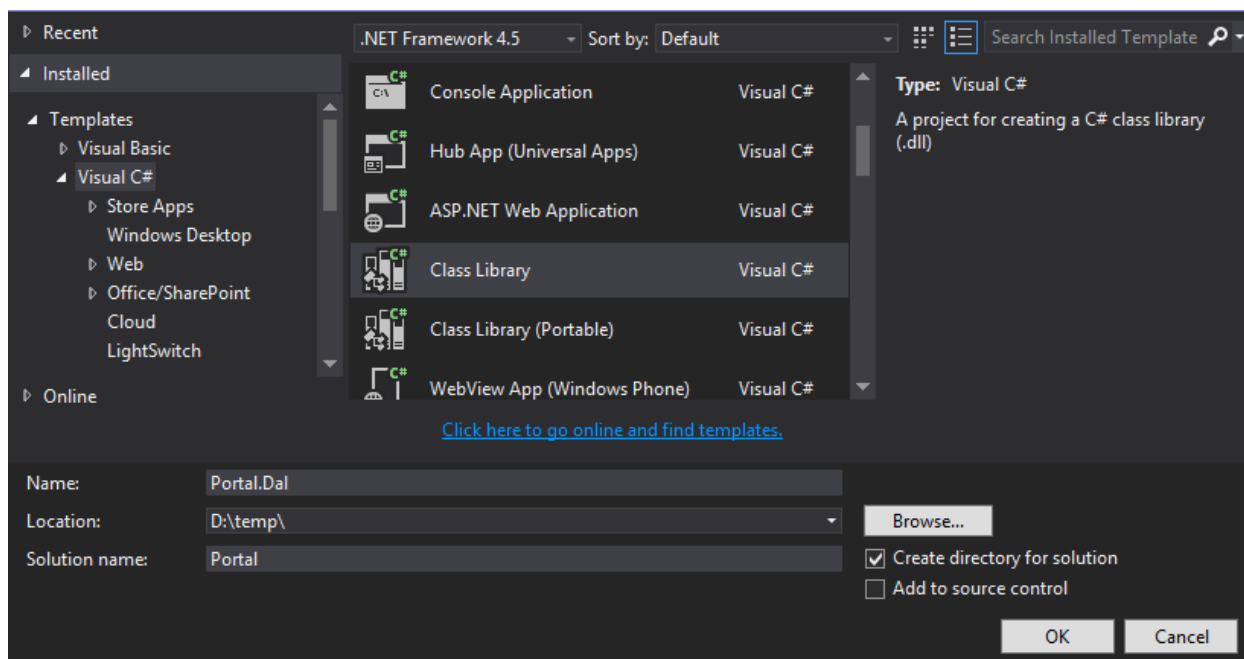 Recent
.NET Framework 4.5 Sort by: Default Search Installed Template
Installed
Templates
Visual Basic
Visual C#
Store Apps
Windows Desktop
Web
Office/SharePoint
Cloud
LightSwitch
Online
C# C:\ Console Application Visual C#
C# Hub App (Universal Apps) Visual C#
C# ASP.NET Web Application Visual C#
C# Class Library Visual C#
C# Class Library (Portable) Visual C#
C# WebView App (Windows Phone) Visual C#
Type: Visual C#
A project for creating a C# class library
(.dll)
Click here to go online and find templates.
Name: Portal.Dal
Location: D:\temp\ Browse...
Solution name: Portal
Create directory for solution
Add to source control
OK Cancel